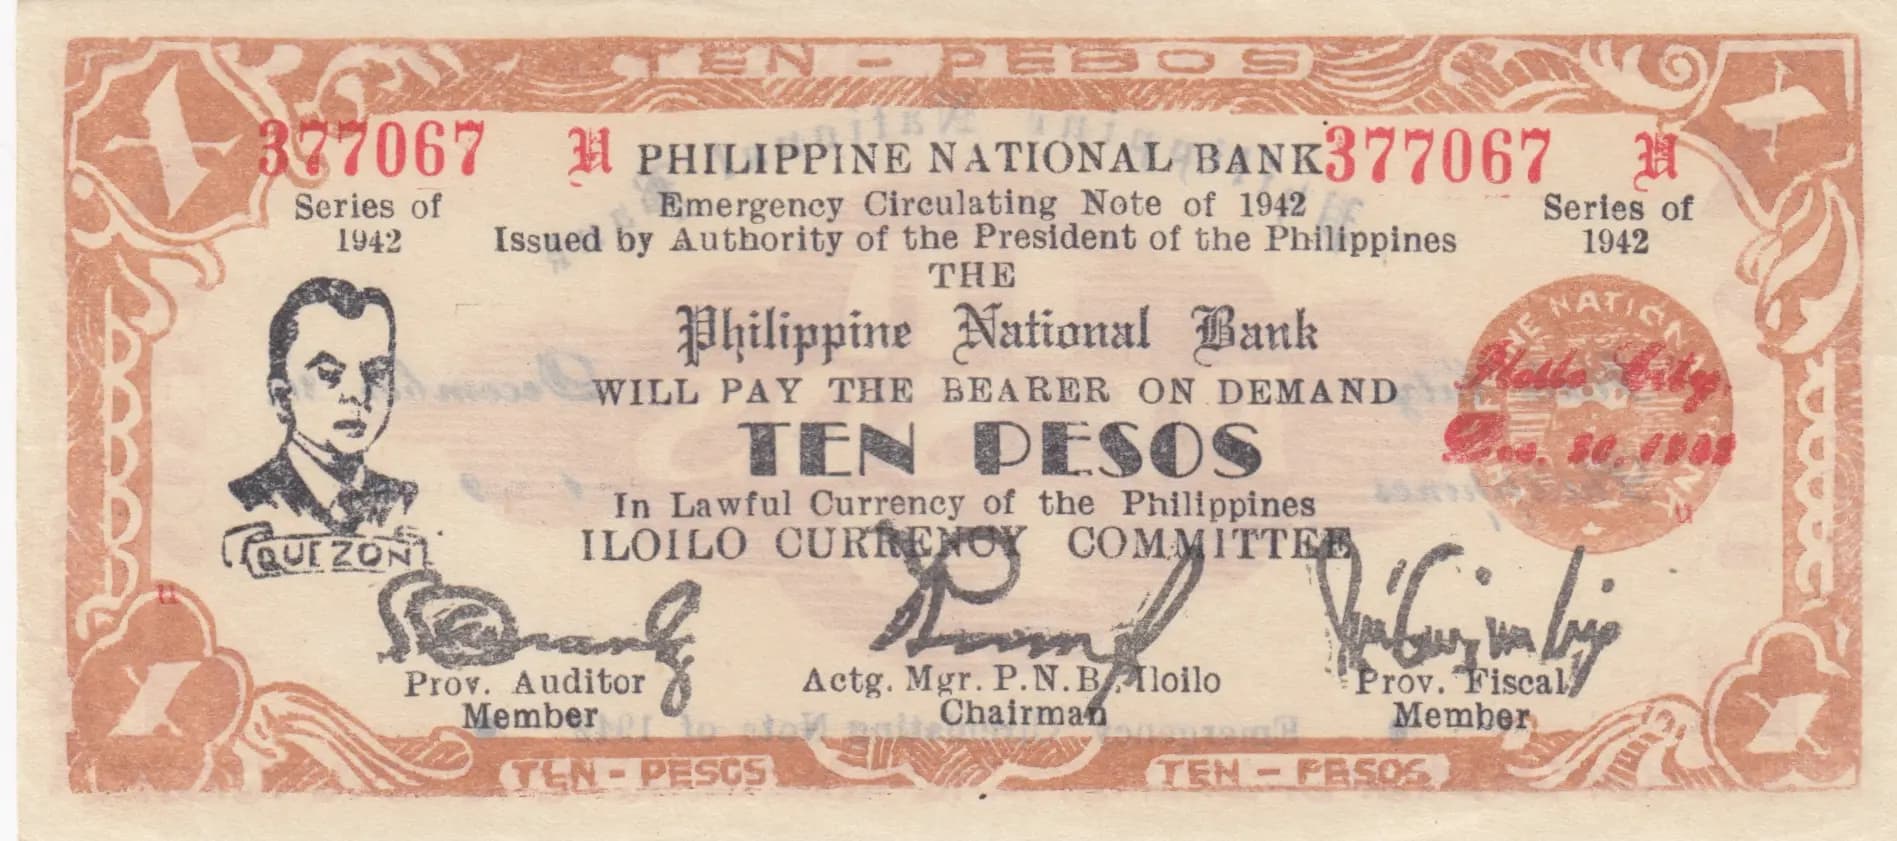 TEN - PESOS
377067 U PHILIPPINE NATIONAL BANK 377067 U
Series of 1942
Emergency Circulating Note of 1942
Series of 1942
Issued by Authority of the President of the Philippines
THE
Philippine National Bank
WILL PAY THE BEARER ON DEMAND
TEN PESOS
In Lawful Currency of the Philippines
ILOILO CURRENCY COMMITTEE
QUEZON
NATIONAL
Iloilo City,
u
u
Prov. Auditor
Member
Actg. Mgr. P.N.B., Iloilo
Chairman
Prov. Fiscal
Member
TEN - PESOS
TEN - PESOS